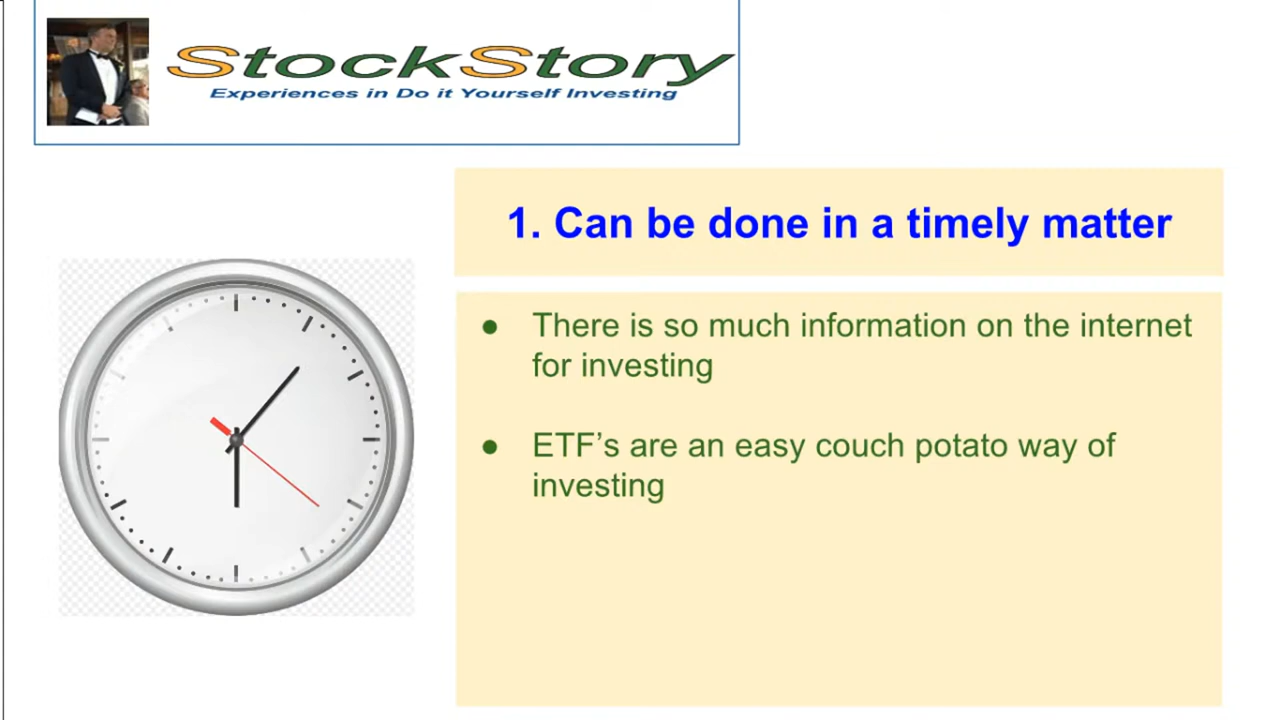 StockStory
Experiences in Do it Yourself Investing
1. Can be done in a timely matter
● There is so much information on the internet
for investing
● ETF’s are an easy couch potato way of
investing